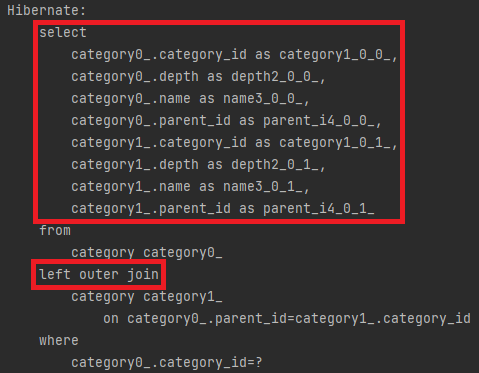 Hibernate:
select
category0_.category_id as category1_0_0_,
category0_.depth as depth2_0_0_,
category0_.name as name3_0_0_,
category0_.parent_id as parent_i4_0_0_,
category1_.category_id as category1_0_1_,
category1_.depth as depth2_0_1_,
category1_.name as name3_0_1_,
category1_.parent_id as parent_i4_0_1_
from
category category0_
left outer join
category category1_
on category0_.parent_id=category1_.category_id
where
category0_.category_id=?